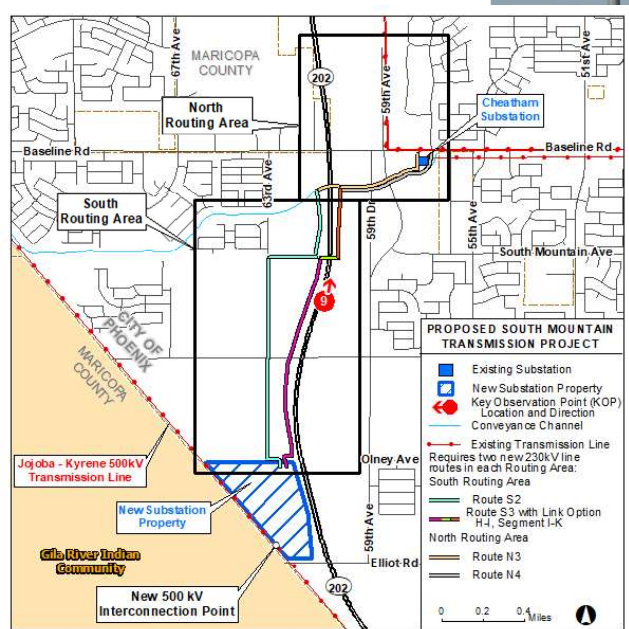 67th Ave
MARICOPA
COUNTY
202
59th Ave
51st Ave
North
Routing Area
Cheatham
Substation
Baseline Rd
Baseline Rd
63rd Ave
South
Routing Area
59th Dr
55th Ave
South Mountain Ave
9
CITY OF
PHOENIX
MARICOPA
COUNTY
Jojoba - Kyrene 500kV
Transmission Line
Olney Ave
New Substation
Property
59th Ave
Gila River Indian
Community
Elliot Rd
New 500 kV
Interconnection Point
202
PROPOSED SOUTH MOUNTAIN
TRANSMISSION PROJECT
Existing Substation
New Substation Property
Key Observation Point (KOP)
Location and Direction
Conveyance Channel
Existing Transmission Line
Requires two new 230kV line
routes in each Routing Area:
South Routing Area
Route S2
Route S3 with Link Option
H-I, Segment I-K
North Routing Area
Route N3
Route N4
0 0.2 0.4
Miles